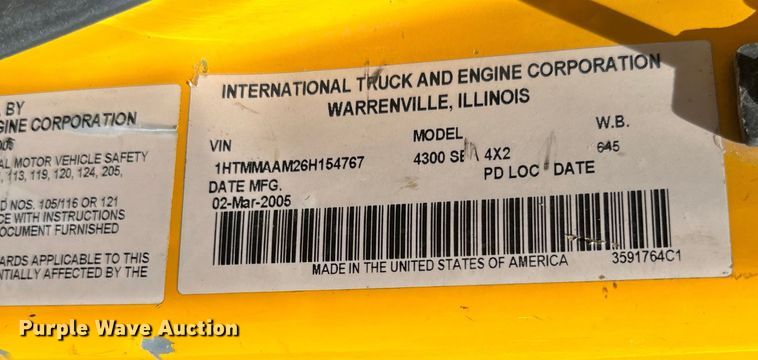 BY
GINE CORPORATION
AL MOTOR VEHICLE SAFETY
113, 119, 120, 124, 205,
D NOS. 105/116 OR 121
CE WITH INSTRUCTIONS
OCUMENT FURNISHED
ARDS APPLICABLE TO THIS
NTIALLY AFFECTED BY THE
INTERNATIONAL TRUCK AND ENGINE CORPORATION
WARRENVILLE, ILLINOIS
VIN MODEL W.B.
1HTMMAAM26H154767 4300 4X2 645
DATE MFG. PD LOC DATE
02-Mar-2005
MADE IN THE UNITED STATES OF AMERICA 3591764C1
Purple Wave Auction